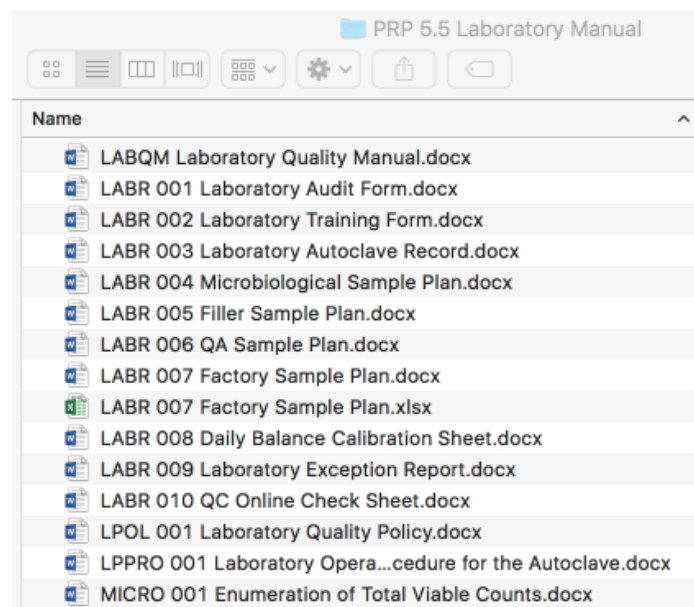 PRP 5.5 Laboratory Manual
Name
LABQM Laboratory Quality Manual.docx
LABR 001 Laboratory Audit Form.docx
LABR 002 Laboratory Training Form.docx
LABR 003 Laboratory Autoclave Record.docx
LABR 004 Microbiological Sample Plan.docx
LABR 005 Filler Sample Plan.docx
LABR 006 QA Sample Plan.docx
LABR 007 Factory Sample Plan.docx
LABR 007 Factory Sample Plan.xlsx
LABR 008 Daily Balance Calibration Sheet.docx
LABR 009 Laboratory Exception Report.docx
LABR 010 QC Online Check Sheet.docx
LPOL 001 Laboratory Quality Policy.docx
LPPRO 001 Laboratory Opera...cedure for the Autoclave.docx
MICRO 001 Enumeration of Total Viable Counts.docx